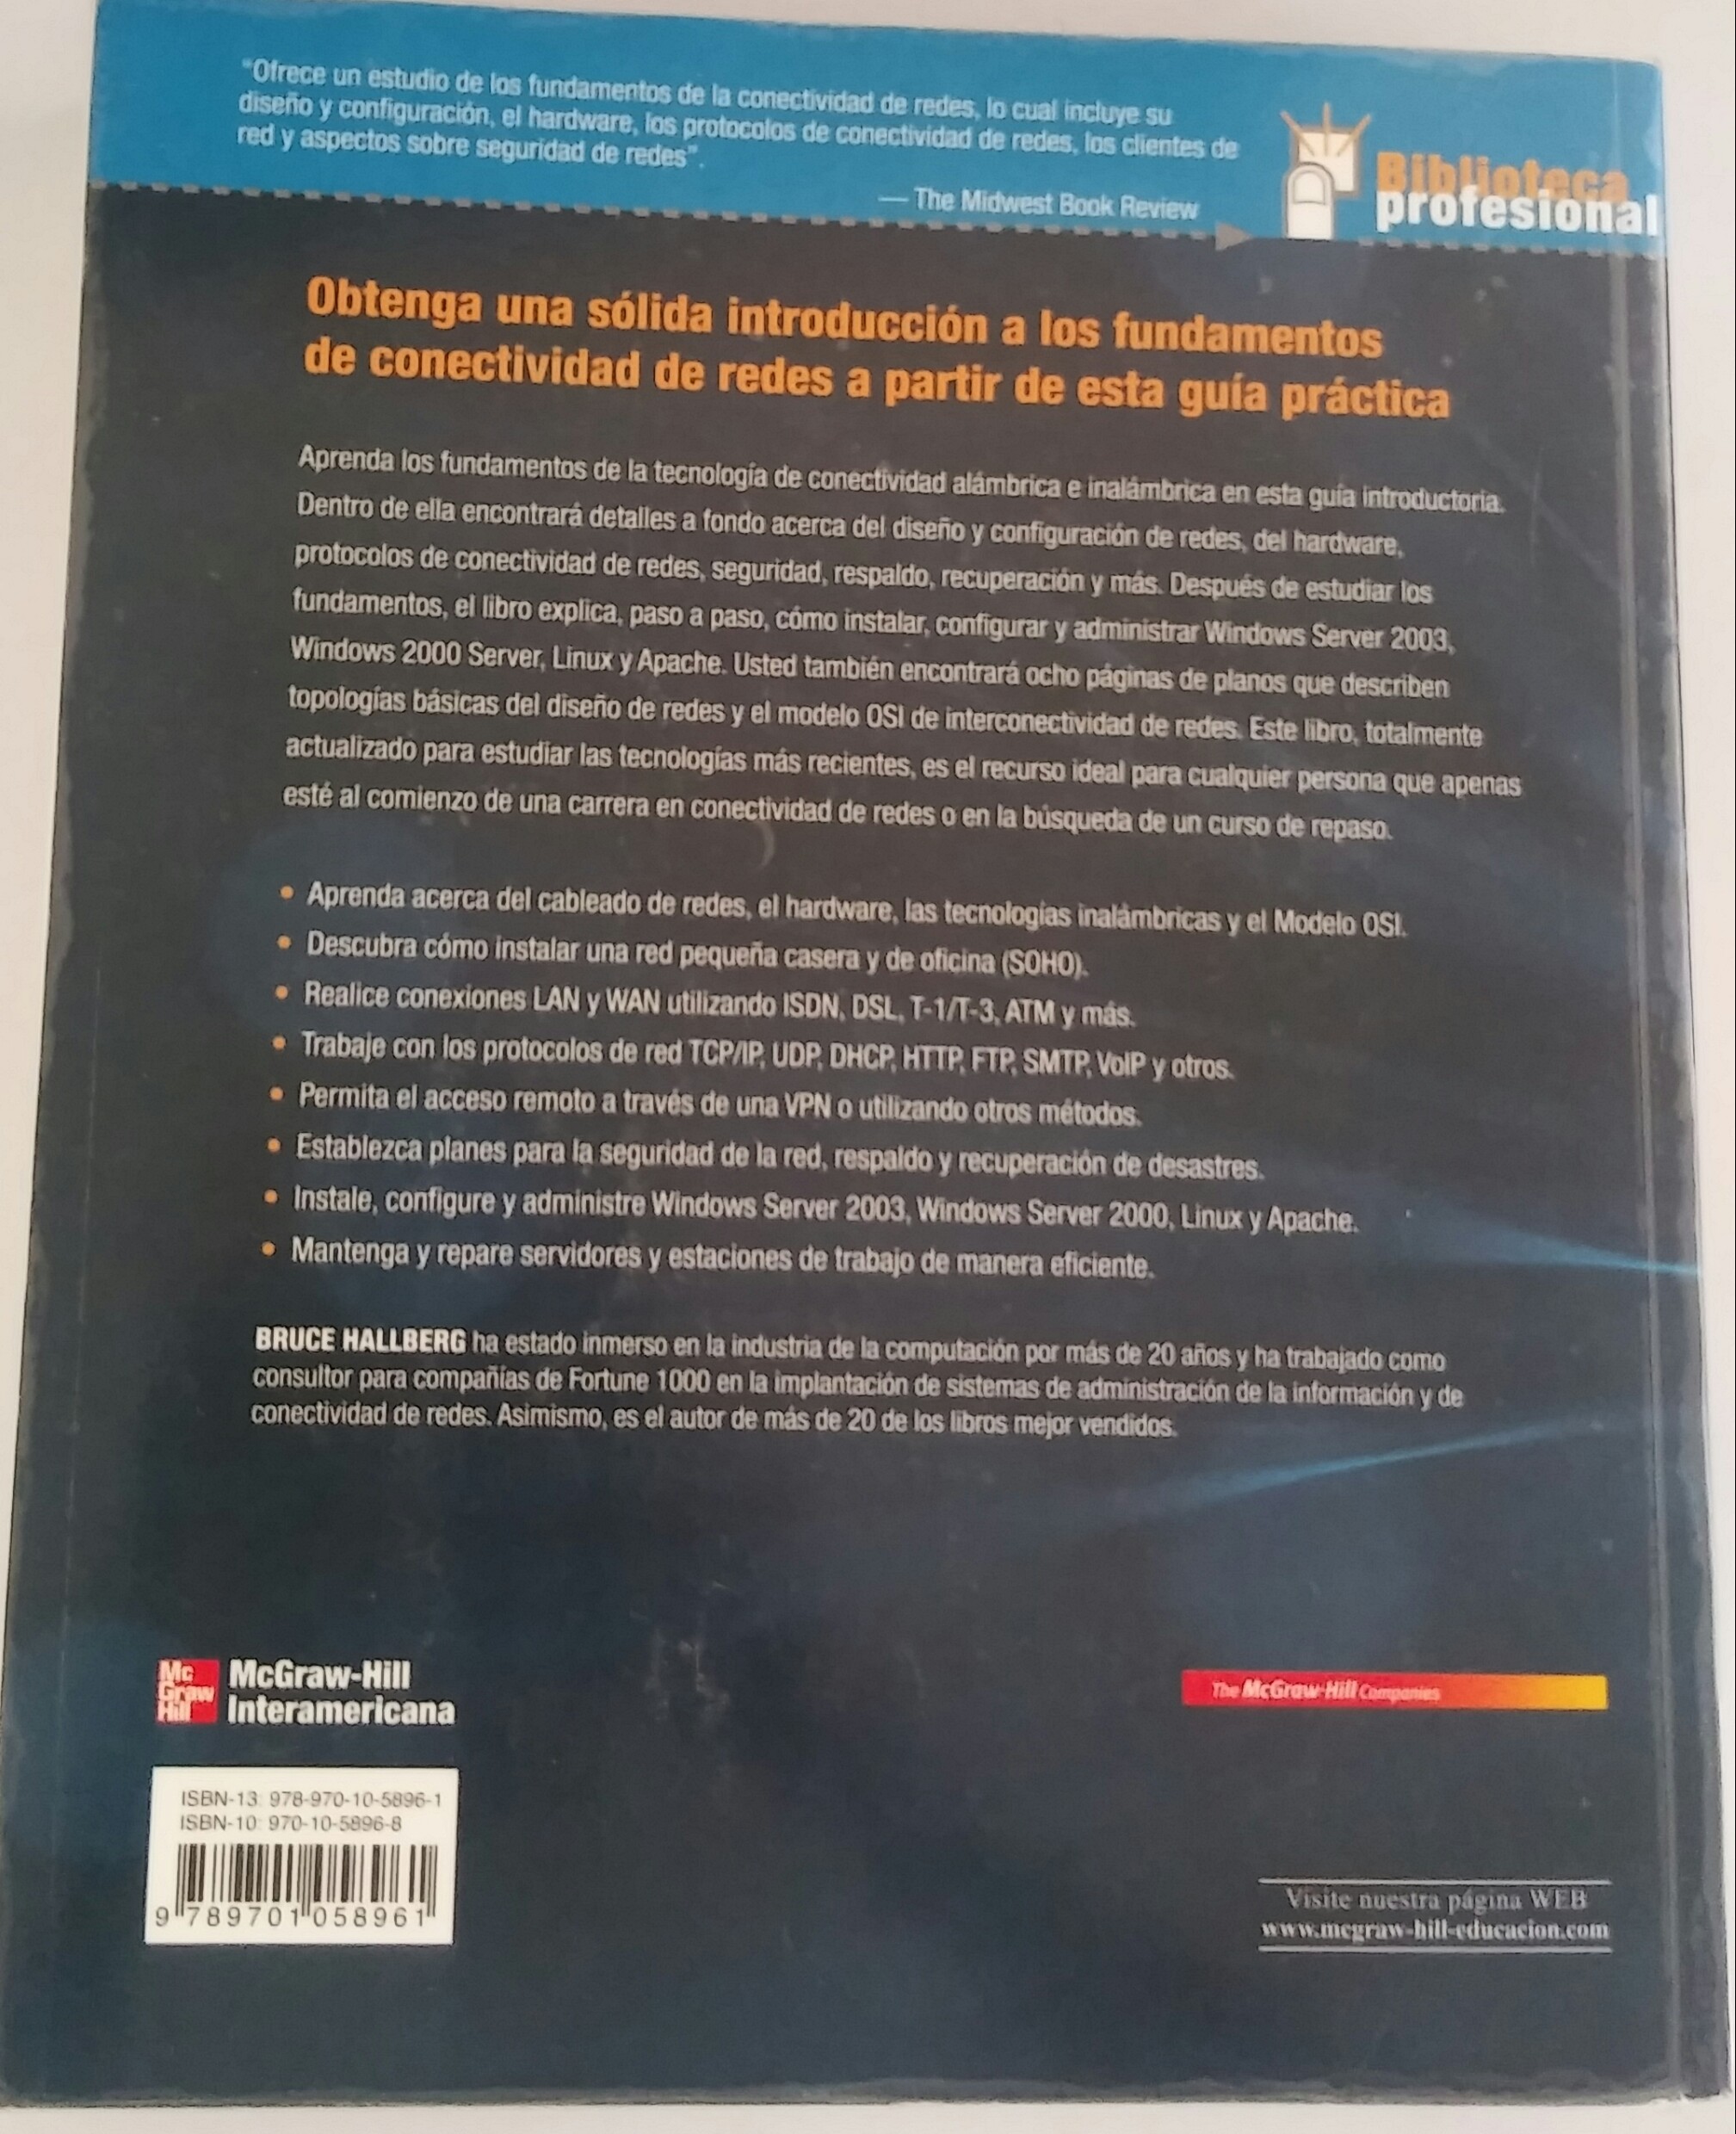 "Ofrece un estudio de los fundamentos de la conectividad de redes, lo cual incluye su
diseño y configuración, el hardware, los protocolos de conectividad de redes, los clientes de
red y aspectos sobre seguridad de redes".
— The Midwest Book Review
Biblioteca
profesional
Obtenga una sólida introducción a los fundamentos
de conectividad de redes a partir de esta guía práctica
Aprenda los fundamentos de la tecnología de conectividad alámbrica e inalámbrica en esta guía introductoria.
Dentro de ella encontrará detalles a fondo acerca del diseño y configuración de redes, del hardware,
protocolos de conectividad de redes, seguridad, respaldo, recuperación y más. Después de estudiar los
fundamentos, el libro explica, paso a paso, cómo instalar, configurar y administrar Windows Server 2003,
Windows 2000 Server, Linux y Apache. Usted también encontrará ocho páginas de planos que describen
topologías básicas del diseño de redes y el modelo OSI de interconectividad de redes. Este libro, totalmente
actualizado para estudiar las tecnologías más recientes, es el recurso ideal para cualquier persona que apenas
esté al comienzo de una carrera en conectividad de redes o en la búsqueda de un curso de repaso.
• Aprenda acerca del cableado de redes, el hardware, las tecnologías inalámbricas y el Modelo OSI.
• Descubra cómo instalar una red pequeña casera y de oficina (SOHO).
• Realice conexiones LAN y WAN utilizando ISDN, DSL, T-1/T-3, ATM y más.
• Trabaje con los protocolos de red TCP/IP, UDP, DHCP, HTTP, FTP, SMTP, VoIP y otros.
• Permita el acceso remoto a través de una VPN o utilizando otros métodos.
• Establezca planes para la seguridad de la red, respaldo y recuperación de desastres.
• Instale, configure y administre Windows Server 2003, Windows Server 2000, Linux y Apache.
• Mantenga y repare servidores y estaciones de trabajo de manera eficiente.
BRUCE HALLBERG ha estado inmerso en la industria de la computación por más de 20 años y ha trabajado como
consultor para compañías de Fortune 1000 en la implantación de sistemas de administración de la información y de
conectividad de redes. Asimismo, es el autor de más de 20 de los libros mejor vendidos.
Mc
Graw
Hill
McGraw-Hill
Interamericana
The McGraw-Hill Companies
ISBN-13: 978-970-10-5896-1
ISBN-10: 970-10-5896-8
9 789701 058961
Visite nuestra página WEB
www.mcgraw-hill-educacion.com